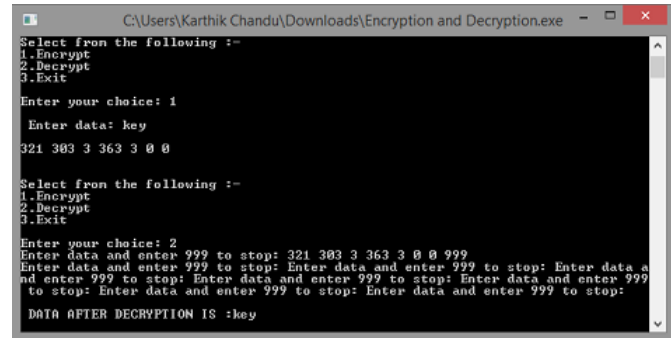 C:\Users\Karthik Chandu\Downloads\Encryption and Decryption.exe
Select from the following :-
1.Encrypt
2.Decrypt
3.Exit
Enter your choice: 1
Enter data: key
321 303 3 363 3 0 0
Select from the following :-
1.Encrypt
2.Decrypt
3.Exit
Enter your choice: 2
Enter data and enter 999 to stop: 321 303 3 363 3 0 0 999
Enter data and enter 999 to stop: Enter data and enter 999 to stop: Enter data a
nd enter 999 to stop: Enter data and enter 999 to stop: Enter data and enter 999
to stop: Enter data and enter 999 to stop: Enter data and enter 999 to stop:
DATA AFTER DECRYPTION IS :key